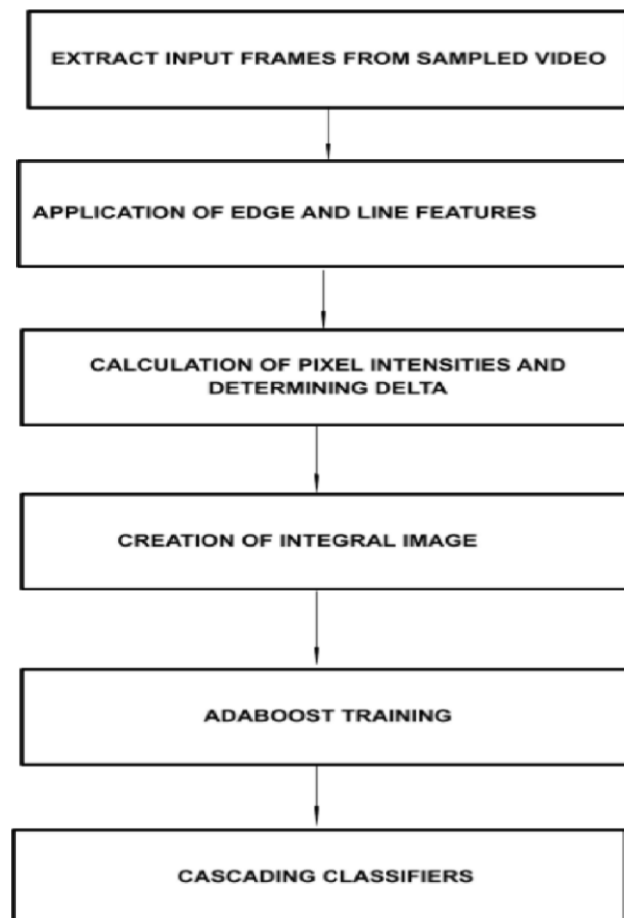 EXTRACT INPUT FRAMES FROM SAMPLED VIDEO
APPLICATION OF EDGE AND LINE FEATURES
CALCULATION OF PIXEL INTENSITIES AND
DETERMINING DELTA
CREATION OF INTEGRAL IMAGE
ADABOOST TRAINING
CASCADING CLASSIFIERS